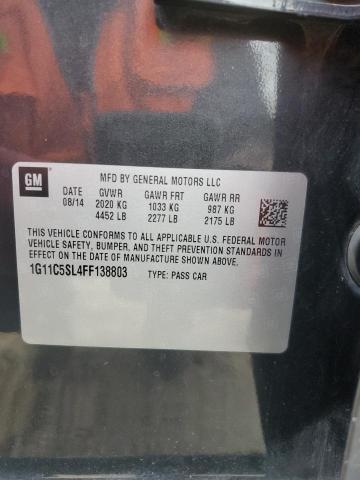 GM
MFD BY GENERAL MOTORS LLC
DATE GVWR GAWR FRT GAWR RR
08/14 2020 KG 1033 KG 987 KG
4452 LB 2277 LB 2175 LB
THIS VEHICLE CONFORMS TO ALL APPLICABLE U.S. FEDERAL MOTOR
VEHICLE SAFETY, BUMPER, AND THEFT PREVENTION STANDARDS
IN EFFECT ON THE DATE OF MANUFACTURE SHOWN ABOVE.
1G11C5SL4FF138803 TYPE: PASS CAR